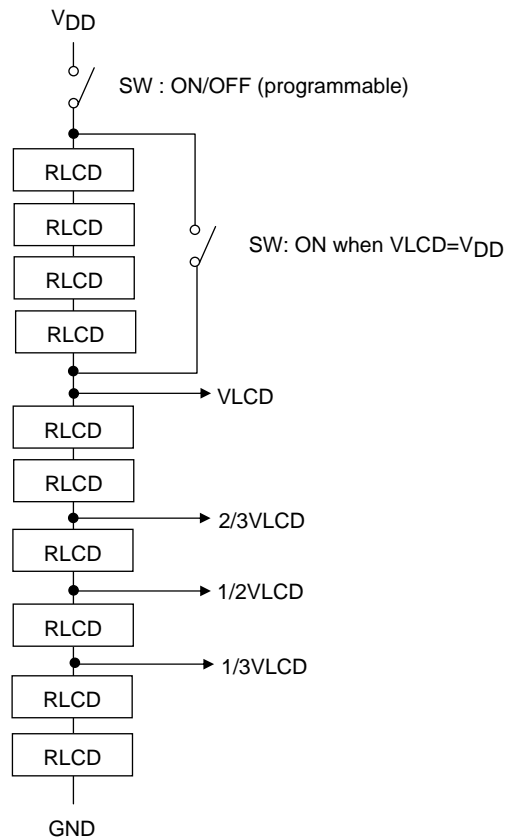 VDD
SW : ON/OFF (programmable)
RLCD
RLCD
SW: ON when VLCD=VDD
RLCD
RLCD
VLCD
RLCD
RLCD
2/3VLCD
RLCD
1/2VLCD
RLCD
1/3VLCD
RLCD
RLCD
GND